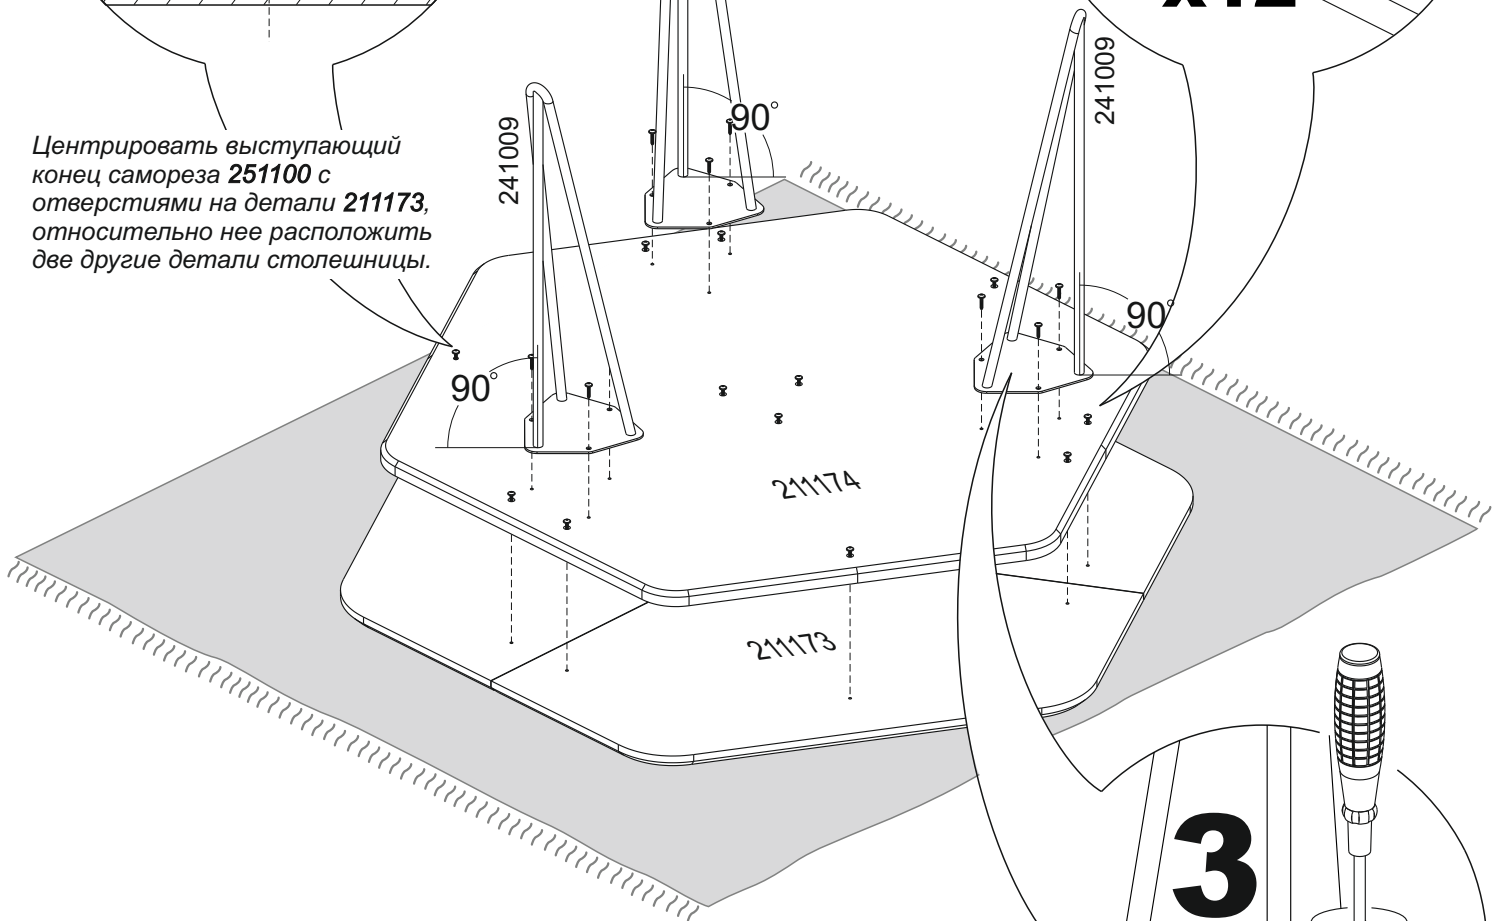 x12
Центрировать выступающий
конец самореза 251100 с
отверстиями на детали 211173,
относительно нее расположить
две другие детали столешницы.
241009
90°
241009
90°
90°
211174
211173
3